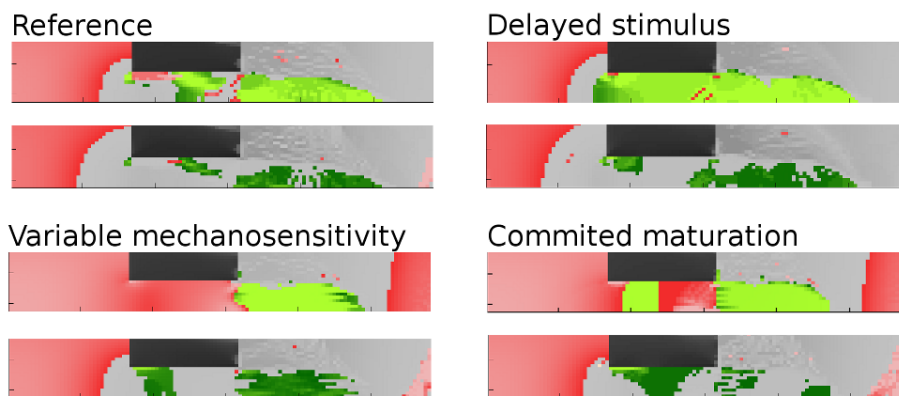 Reference
Delayed stimulus
Variable mechanosensitivity
Commited maturation